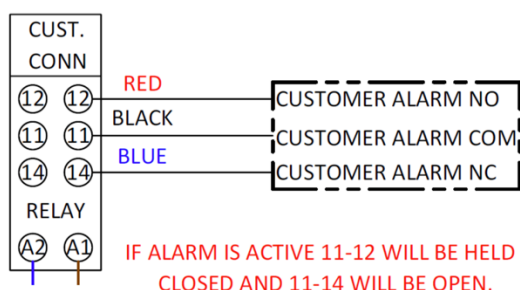 CUST.
CONN
RED
12 12 CUSTOMER ALARM NO
BLACK
11 11 CUSTOMER ALARM COM
BLUE
14 14 CUSTOMER ALARM NC
RELAY
A2 A1
IF ALARM IS ACTIVE 11-12 WILL BE HELD
CLOSED AND 11-14 WILL BE OPEN.